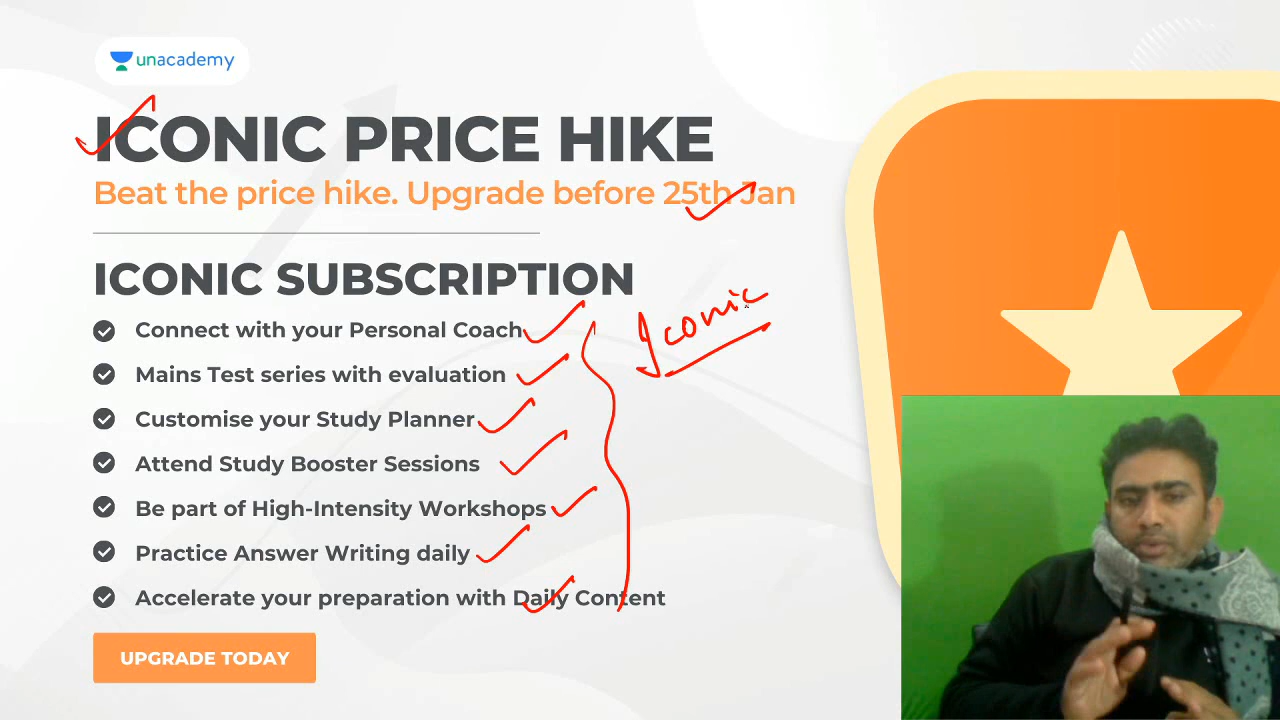 unacademy
ICONIC PRICE HIKE
Beat the price hike. Upgrade before 25th Jan
ICONIC SUBSCRIPTION
Connect with your Personal Coach
Iconic
Mains Test series with evaluation
Customise your Study Planner
Attend Study Booster Sessions
Be part of High-Intensity Workshops
Practice Answer Writing daily
Accelerate your preparation with Daily Content
UPGRADE TODAY